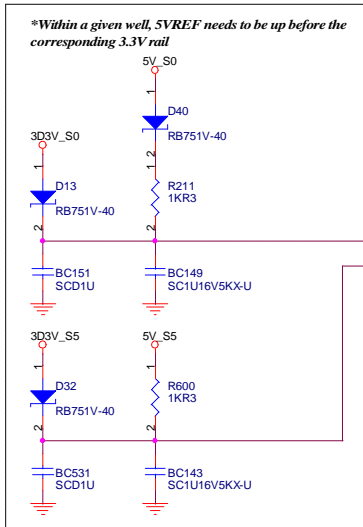 *Within a given well, 5VREF needs to be up before the
corresponding 3.3V rail
5V_S0
1
D40
RB751V-40
2
3D3V_S0
1
D13
RB751V-40
2
1
R211
1KR3
2
BC151
SCD1U
BC149
SC1U16V5KX-U
3D3V_S5
5V_S5
1
D32
RB751V-40
2
1
R600
1KR3
2
BC531
SCD1U
BC143
SC1U16V5KX-U